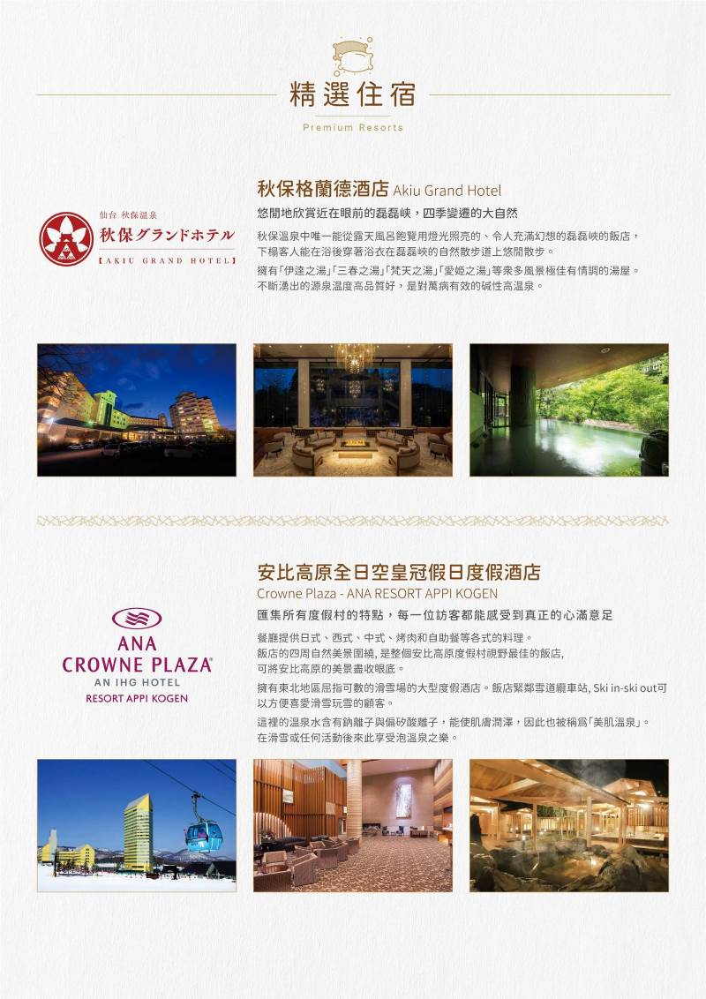 精選住宿
Premium Resorts
秋保格蘭德酒店 Akiu Grand Hotel
悠閒地欣賞近在眼前的磊磊峽，四季變遷的大自然
仙台 秋保温泉
秋保グランドホテル
【AKIU GRAND HOTEL】
秋保溫泉中唯一能從露天風呂飽覽用燈光照亮的、令人充滿幻想的磊磊峽的飯店，
下榻客人能在浴後穿著浴衣在磊磊峽的自然散步道上悠閒散步。
擁有「伊達之湯」「三春之湯」「梵天之湯」「愛姫之湯」等衆多風景極佳有情調的湯屋。
不斷湧出的源泉溫度高品質好，是對萬病有效的碱性高溫泉。
安比高原全日空皇冠假日度假酒店
Crowne Plaza - ANA RESORT APPI KOGEN
匯集所有度假村的特點，每一位訪客都能感受到真正的心滿意足
ANA
CROWNE PLAZA®
AN IHG HOTEL
RESORT APPI KOGEN
餐廳提供日式、西式、中式、烤肉和自助餐等各式的料理。
飯店的四周自然美景圍繞, 是整個安比高原度假村視野最佳的飯店,
可將安比高原的美景盡收眼底。
擁有東北地區屈指可數的滑雪場的大型度假酒店。飯店緊鄰雪道纜車站, Ski in-ski out可
以方便喜愛滑雪玩雪的顧客。
這裡的溫泉水含有鈉離子與偏矽酸離子，能使肌膚潤澤，因此也被稱爲「美肌溫泉」。
在滑雪或任何活動後來此享受泡溫泉之樂。